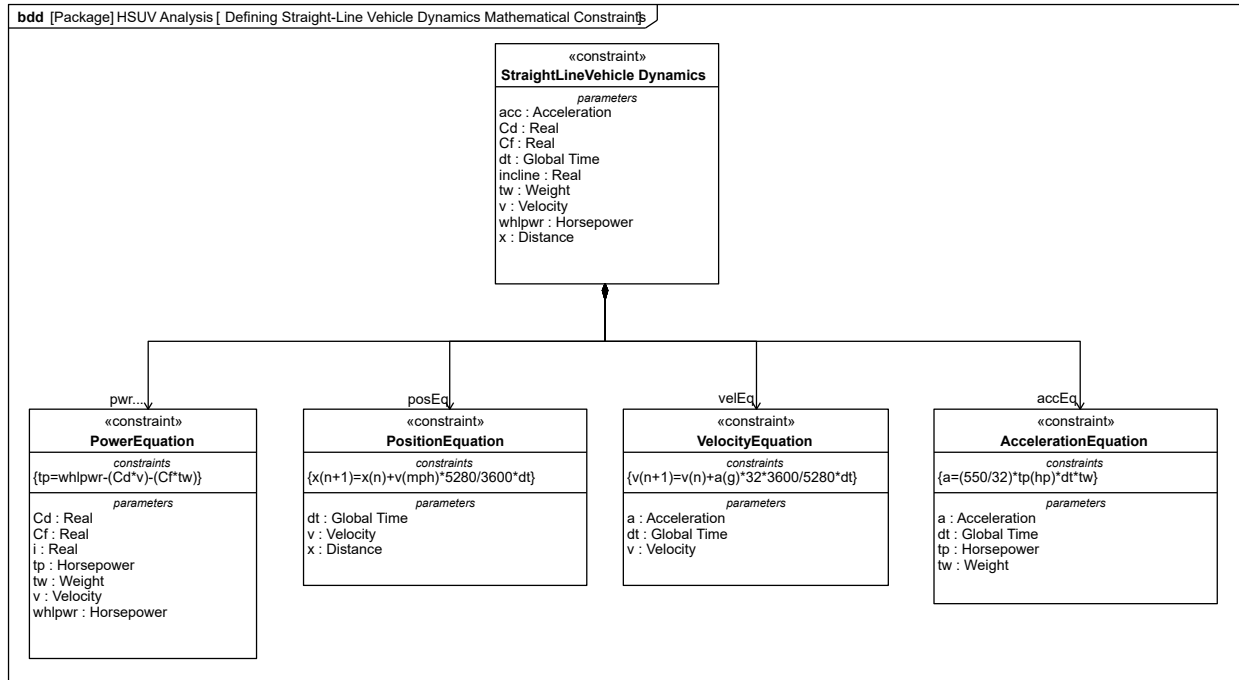 bdd [Package] HSUV Analysis [ Defining Straight-Line Vehicle Dynamics Mathematical Constraints]
«constraint»
StraightLineVehicle Dynamics
parameters
acc : Acceleration
Cd : Real
Cf : Real
dt : Global Time
incline : Real
tw : Weight
v : Velocity
whlpwr : Horsepower
x : Distance
pwr...
«constraint»
PowerEquation
constraints
{tp=whlpwr-(Cd*v)-(Cf*tw)}
parameters
Cd : Real
Cf : Real
i : Real
tp : Horsepower
tw : Weight
v : Velocity
whlpwr : Horsepower
posEq
«constraint»
PositionEquation
constraints
{x(n+1)=x(n)+v(mph)*5280/3600*dt}
parameters
dt : Global Time
v : Velocity
x : Distance
velEq
«constraint»
VelocityEquation
constraints
{v(n+1)=v(n)+a(g)*32*3600/5280*dt}
parameters
a : Acceleration
dt : Global Time
v : Velocity
accEq
«constraint»
AccelerationEquation
constraints
{a=(550/32)*tp(hp)*dt*tw}
parameters
a : Acceleration
dt : Global Time
tp : Horsepower
tw : Weight